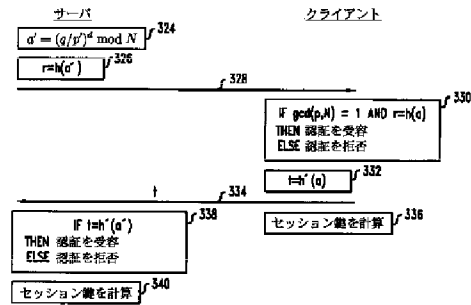 サーバ
クライアント
a' = (q/p')^d mod N
324
r=h(a')
326
328
IF gcd(p,N) = 1 AND r=h(a)
THEN 認証を受容
ELSE 認証を拒否
330
t=h'(a)
332
t
334
IF t=h'(a')
THEN 認証を受容
ELSE 認証を拒否
338
セッション鍵を計算
336
セッション鍵を計算
340